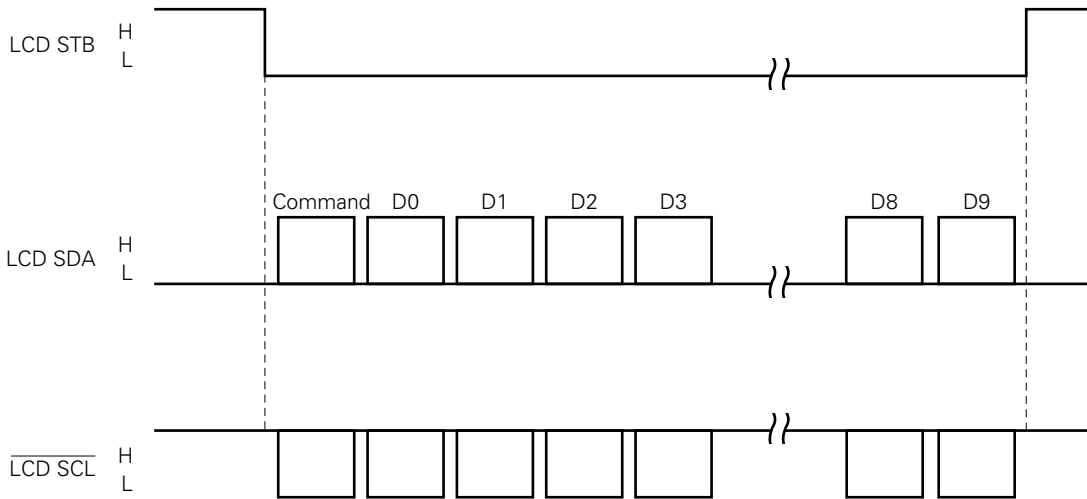 LCD STB H
L
Command D0 D1 D2 D3 D8 D9
LCD SDA H
L
LCD SCL H
L